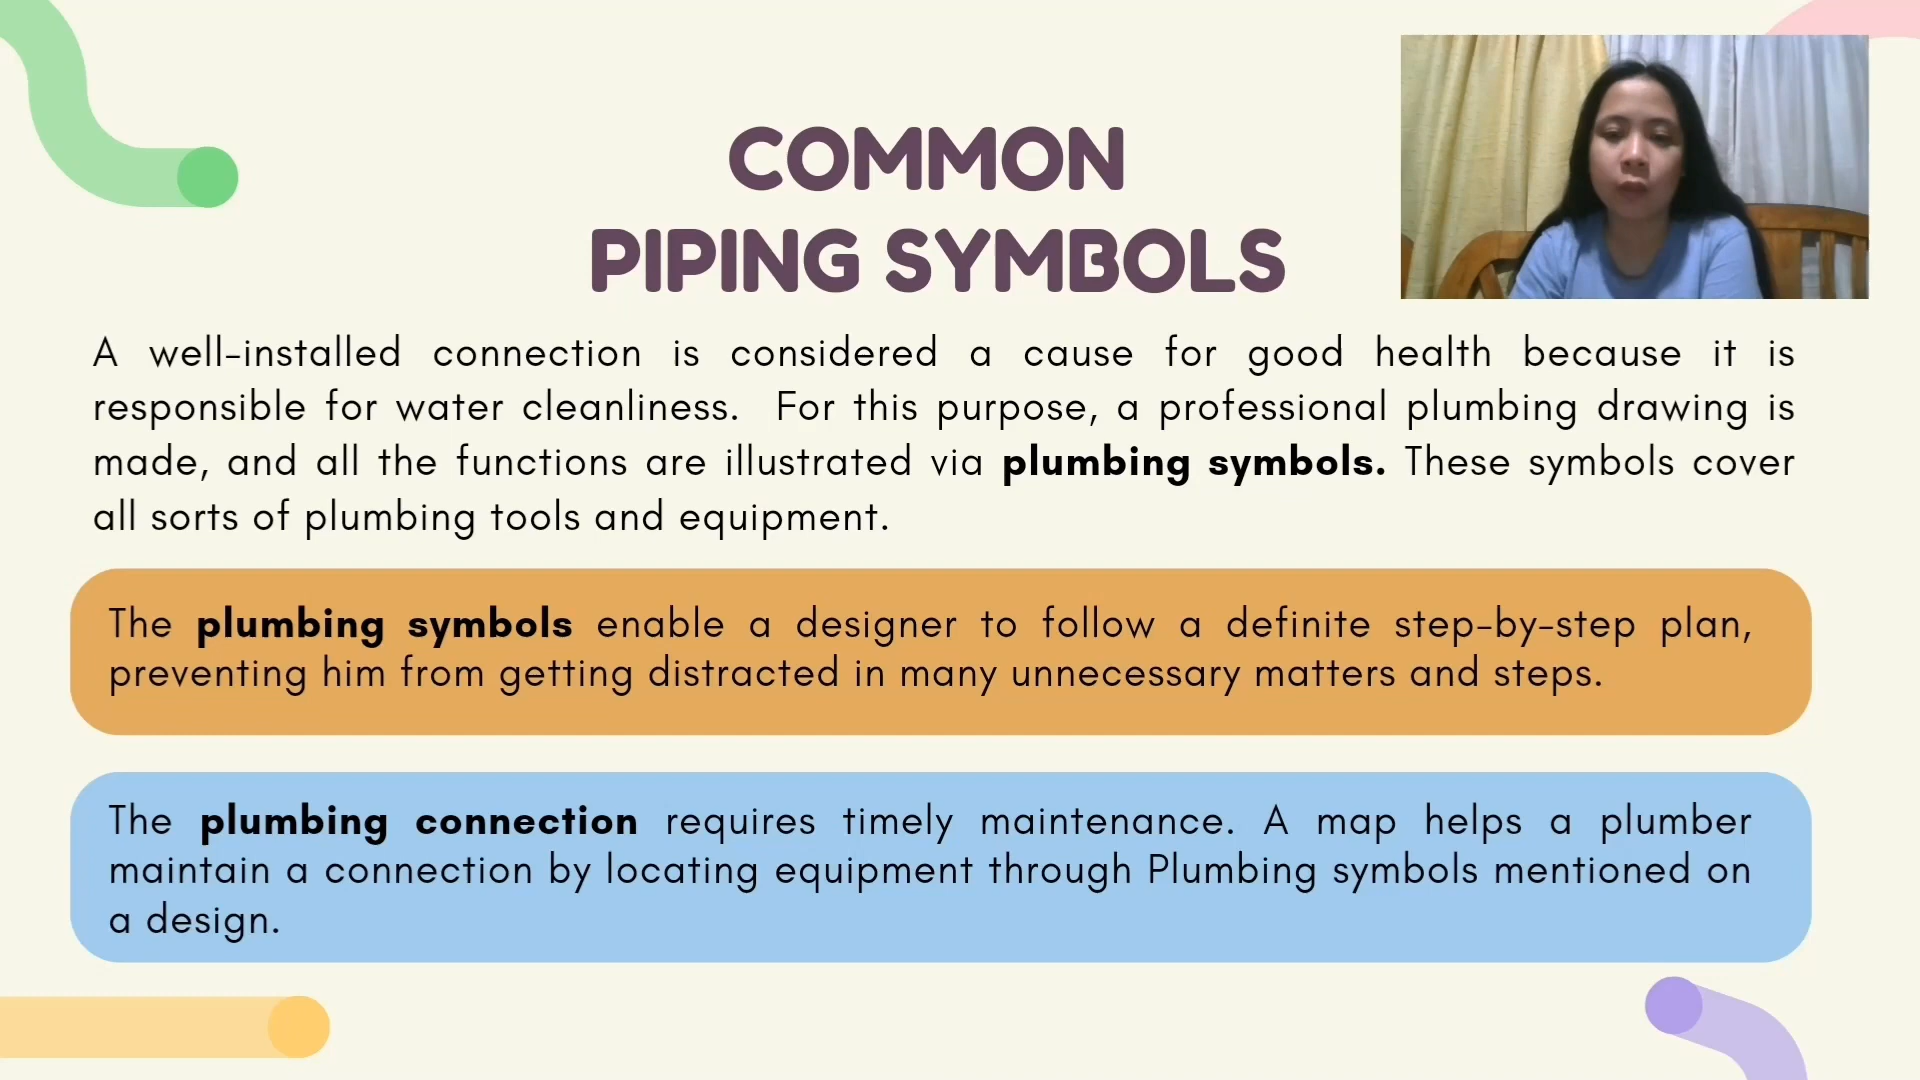 COMMON
PIPING SYMBOLS
A well-installed connection is considered a cause for good health because it is
responsible for water cleanliness. For this purpose, a professional plumbing drawing is
made, and all the functions are illustrated via plumbing symbols. These symbols cover
all sorts of plumbing tools and equipment.
The plumbing symbols enable a designer to follow a definite step-by-step plan,
preventing him from getting distracted in many unnecessary matters and steps.
The plumbing connection requires timely maintenance. A map helps a plumber
maintain a connection by locating equipment through Plumbing symbols mentioned on
a design.